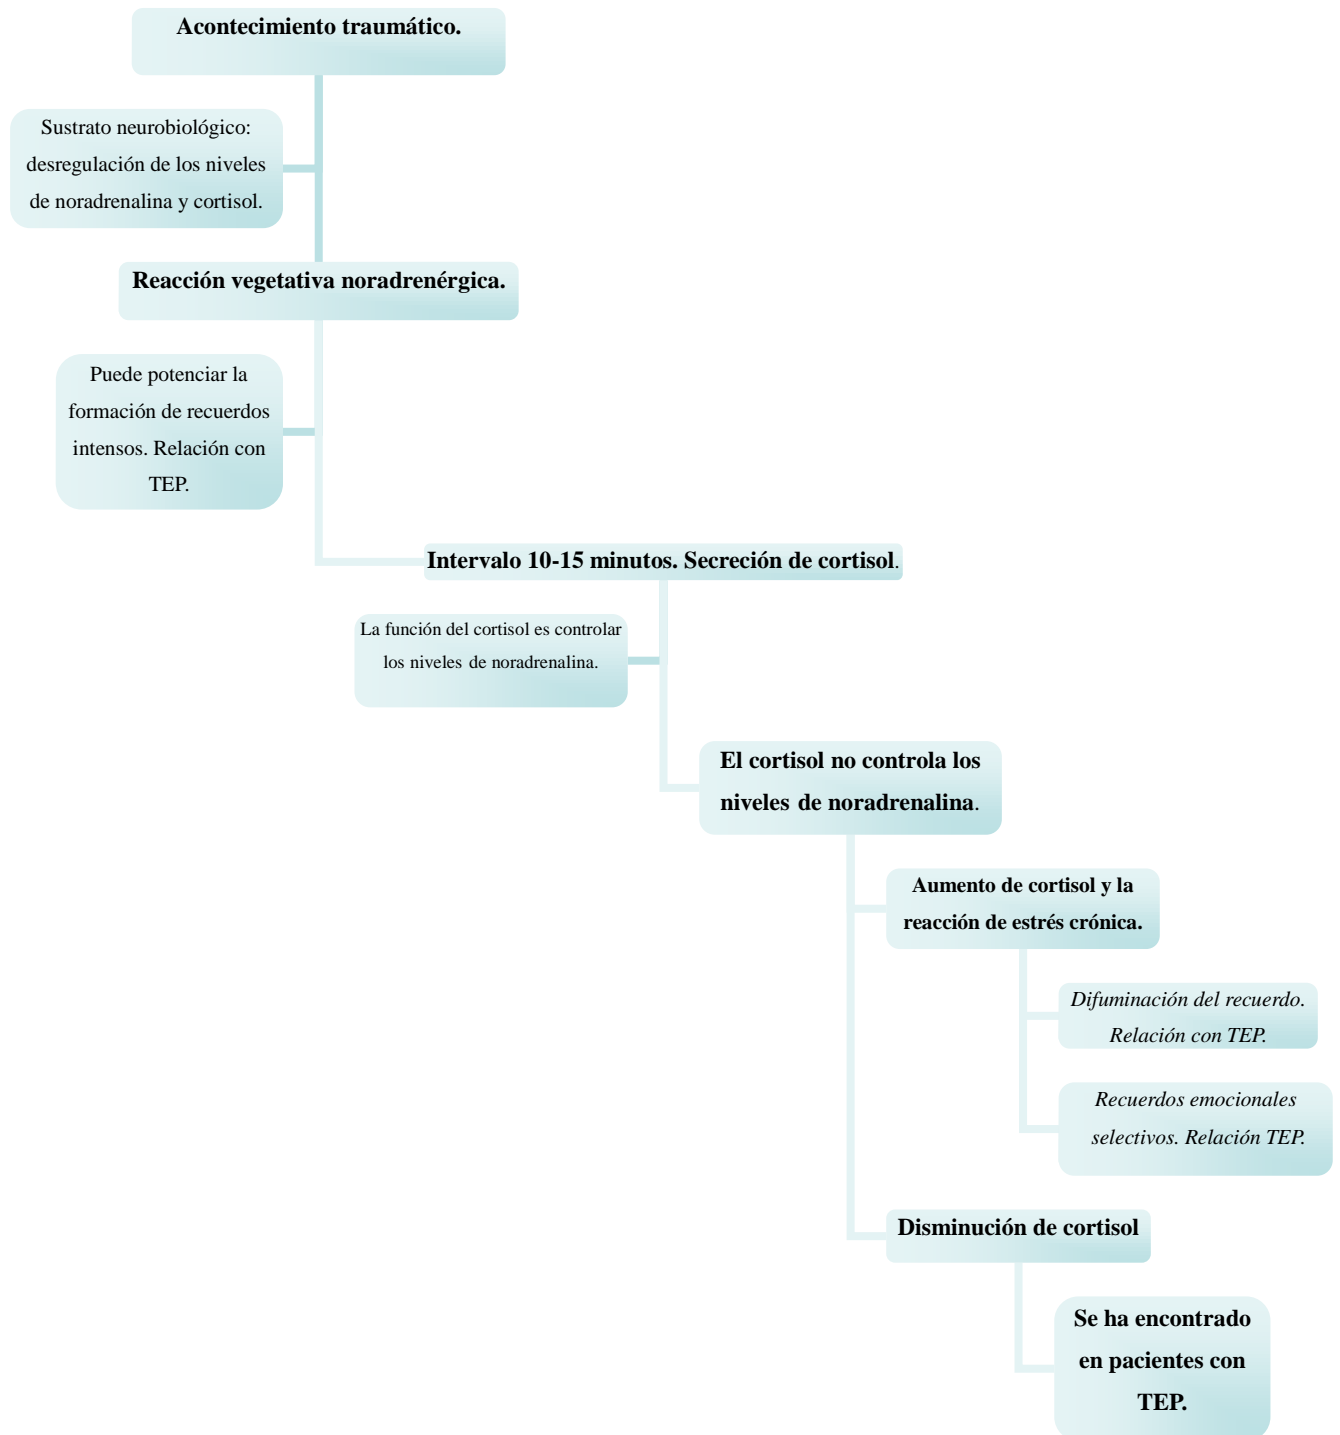 Acontecimiento traumático.
Sustrato neurobiológico:
desregulación de los niveles
de noradrenalina y cortisol.
Reacción vegetativa noradrenérgica.
Puede potenciar la
formación de recuerdos
intensos. Relación con
TEP.
Intervalo 10-15 minutos. Secreción de cortisol.
La función del cortisol es controlar
los niveles de noradrenalina.
El cortisol no controla los
niveles de noradrenalina.
Aumento de cortisol y la
reacción de estrés crónica.
Difuminación del recuerdo.
Relación con TEP.
Recuerdos emocionales
selectivos. Relación TEP.
Disminución de cortisol
Se ha encontrado
en pacientes con
TEP.